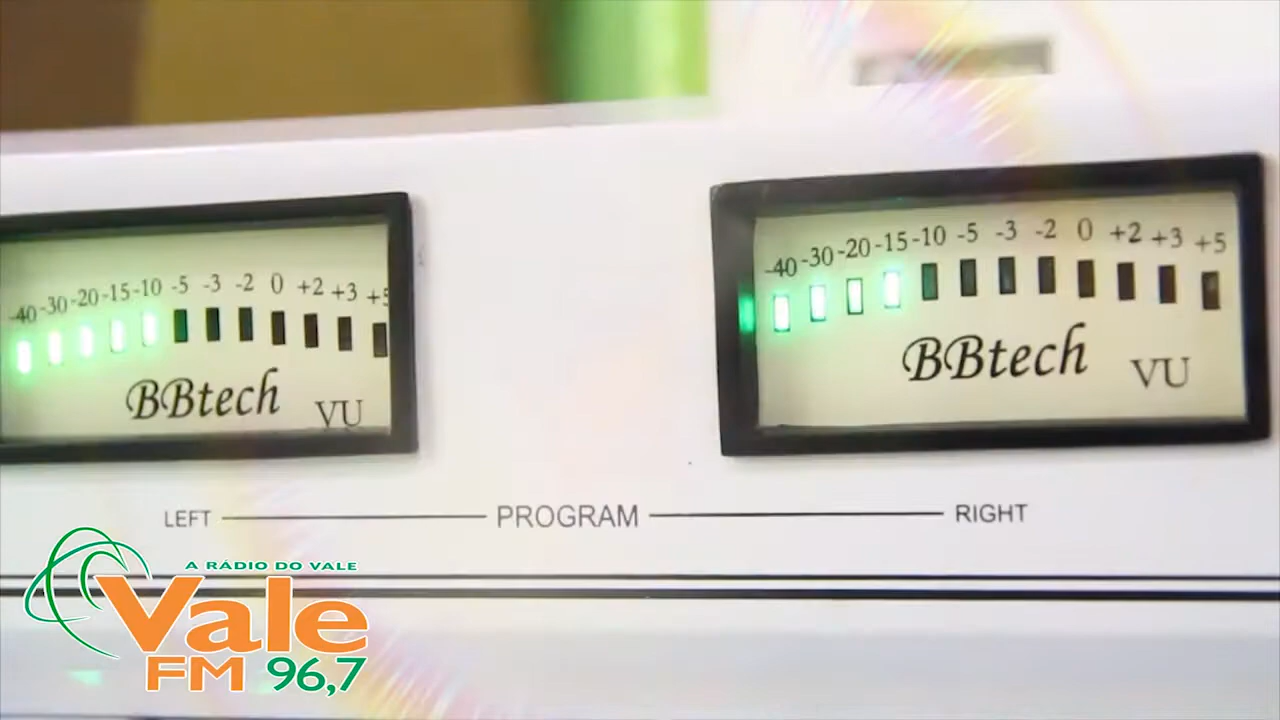 -40 -30 -20 -15 -10 -5 -3 -2 0 +2 +3 +5
BBtech VU
-40 -30 -20 -15 -10 -5 -3 -2 0 +2 +3 +5
BBtech VU
LEFT PROGRAM RIGHT
A RÁDIO DO VALE
Vale
FM 96,7